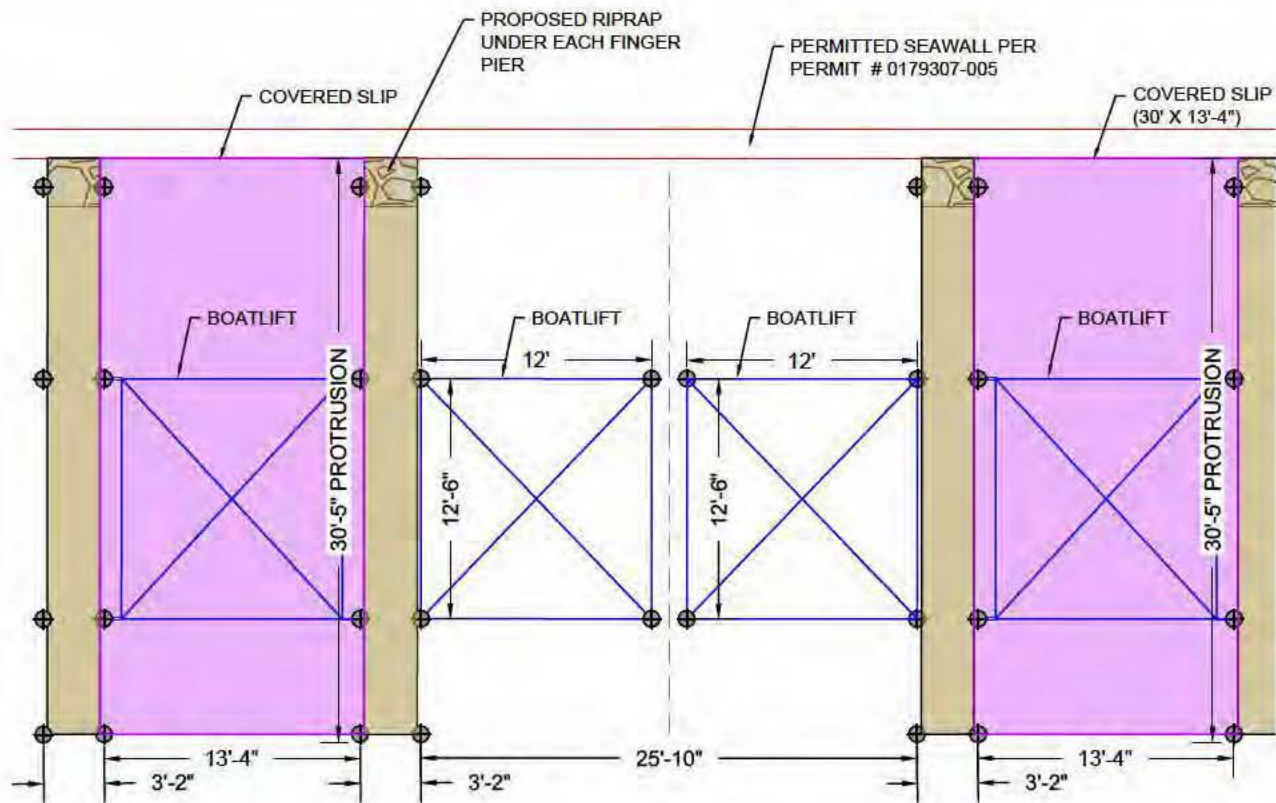 PROPOSED RIPRAP
UNDER EACH FINGER
PIER
PERMITTED SEAWALL PER
PERMIT # 0179307-005
COVERED SLIP
COVERED SLIP
(30' X 13'-4")
BOATLIFT
BOATLIFT
BOATLIFT
BOATLIFT
12'
12'
30'-5" PROTRUSION
12'-6"
12'-6"
30'-5" PROTRUSION
13'-4"
25'-10"
13'-4"
3'-2"
3'-2"
3'-2"